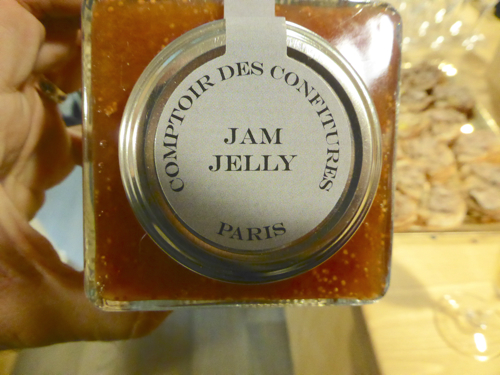 COMPTOIR DES CONFITURES
JAM
JELLY
PARIS